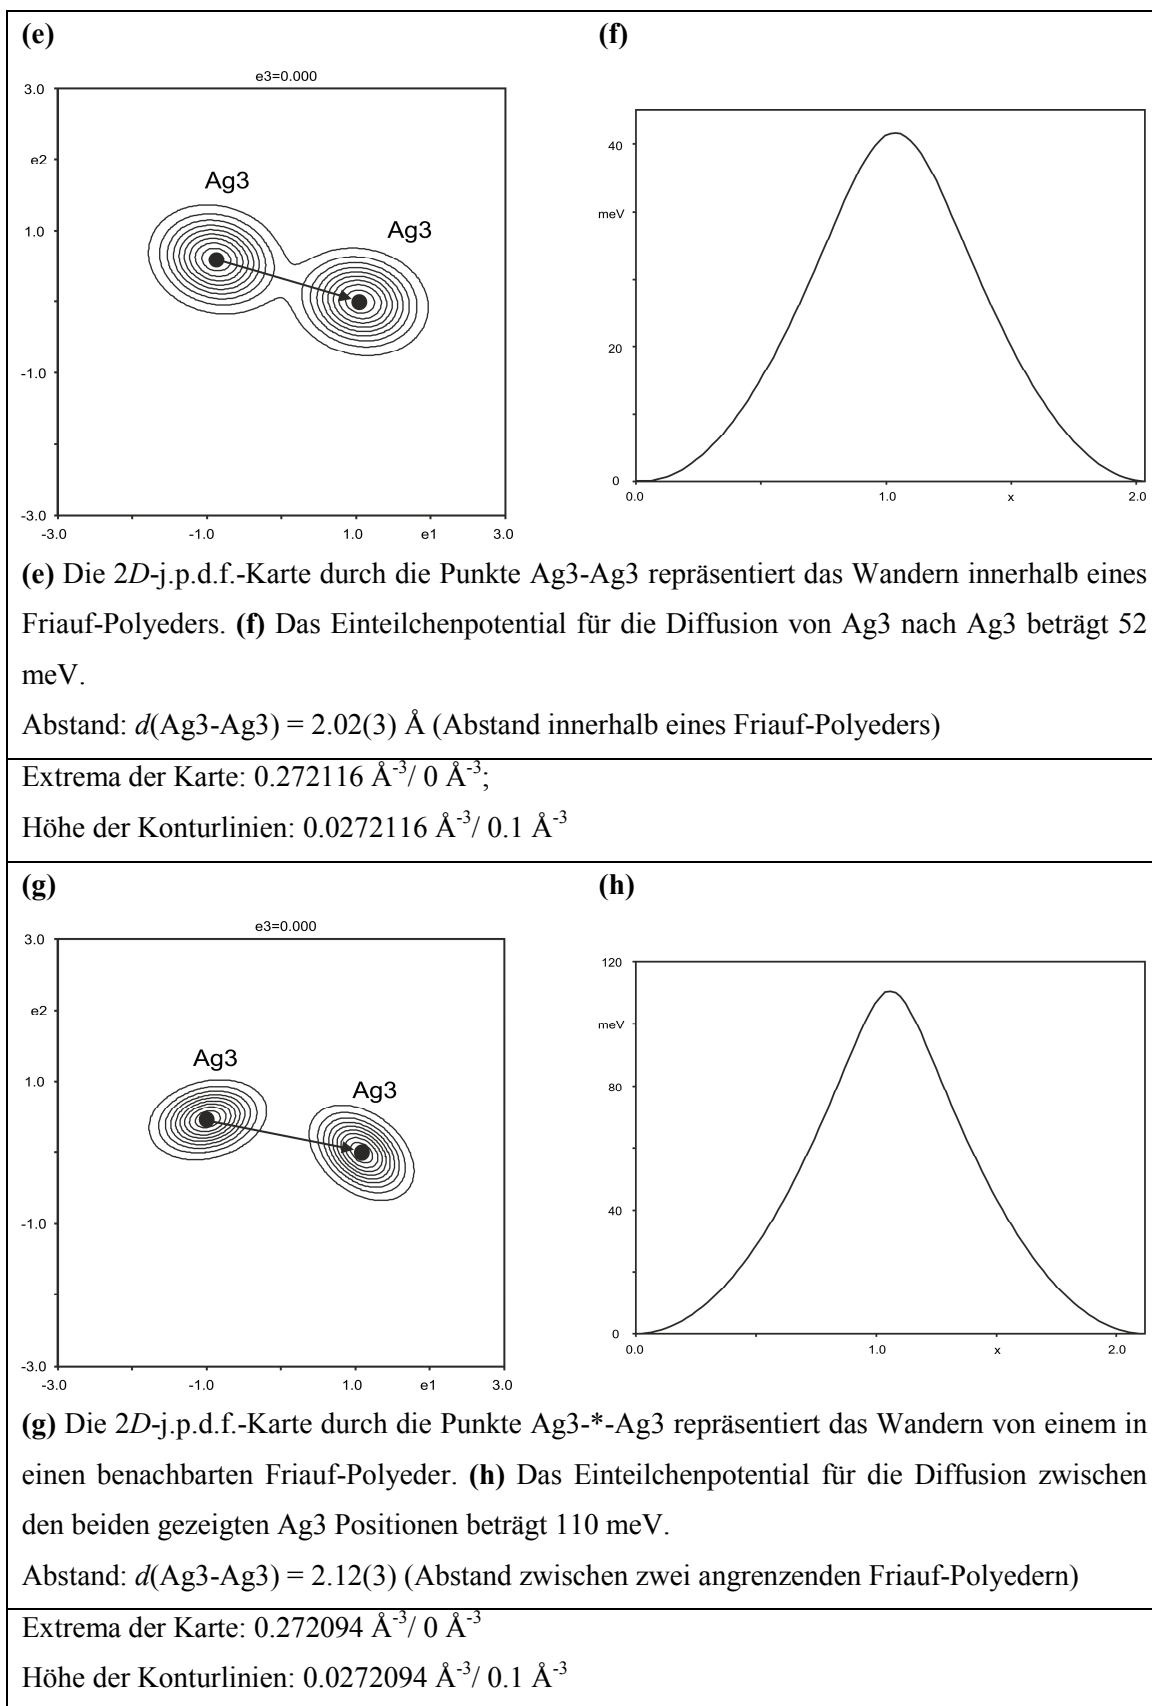 (e)
(f)
e3=0.000
3.0
e2
1.0
-1.0
-3.0
-3.0
-1.0
1.0
e1
3.0
Ag3
Ag3
40
meV
20
0
0.0
1.0
x
2.0
(e) Die 2D-j.p.d.f.-Karte durch die Punkte Ag3-Ag3 repräsentiert das Wandern innerhalb eines
Friauf-Polyeders. (f) Das Einteilchenpotential für die Diffusion von Ag3 nach Ag3 beträgt 52
meV.
Abstand: d(Ag3-Ag3) = 2.02(3) Å (Abstand innerhalb eines Friauf-Polyeders)
Extrema der Karte: 0.272116 Å⁻³/ 0 Å⁻³;
Höhe der Konturlinien: 0.0272116 Å⁻³/ 0.1 Å⁻³
(g)
(h)
e3=0.000
3.0
e2
1.0
-1.0
-3.0
-3.0
-1.0
1.0
e1
3.0
Ag3
Ag3
120
meV
80
40
0
0.0
1.0
x
2.0
(g) Die 2D-j.p.d.f.-Karte durch die Punkte Ag3-*-Ag3 repräsentiert das Wandern von einem in
einen benachbarten Friauf-Polyeder. (h) Das Einteilchenpotential für die Diffusion zwischen
den beiden gezeigten Ag3 Positionen beträgt 110 meV.
Abstand: d(Ag3-Ag3) = 2.12(3) (Abstand zwischen zwei angrenzenden Friauf-Polyedern)
Extrema der Karte: 0.272094 Å⁻³/ 0 Å⁻³
Höhe der Konturlinien: 0.0272094 Å⁻³/ 0.1 Å⁻³